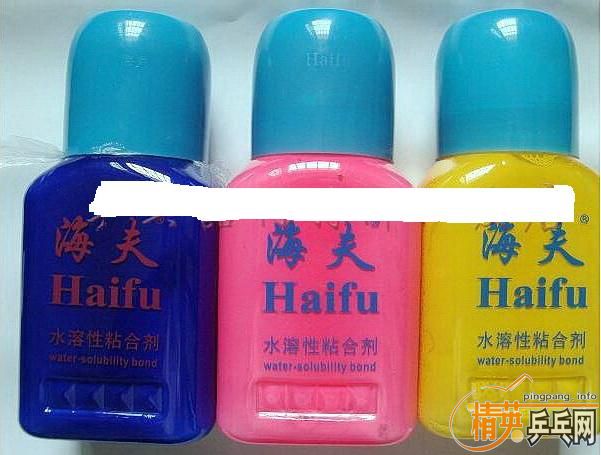 Haifu
海夫
Haifu
水溶性粘合剂
water-solubility bond
海夫
Haifu
水溶性粘合剂
water-solubility bond
®
海夫
Haifu
水溶性粘合剂
water-solubility bond
pingpang.info
精英乒乓网